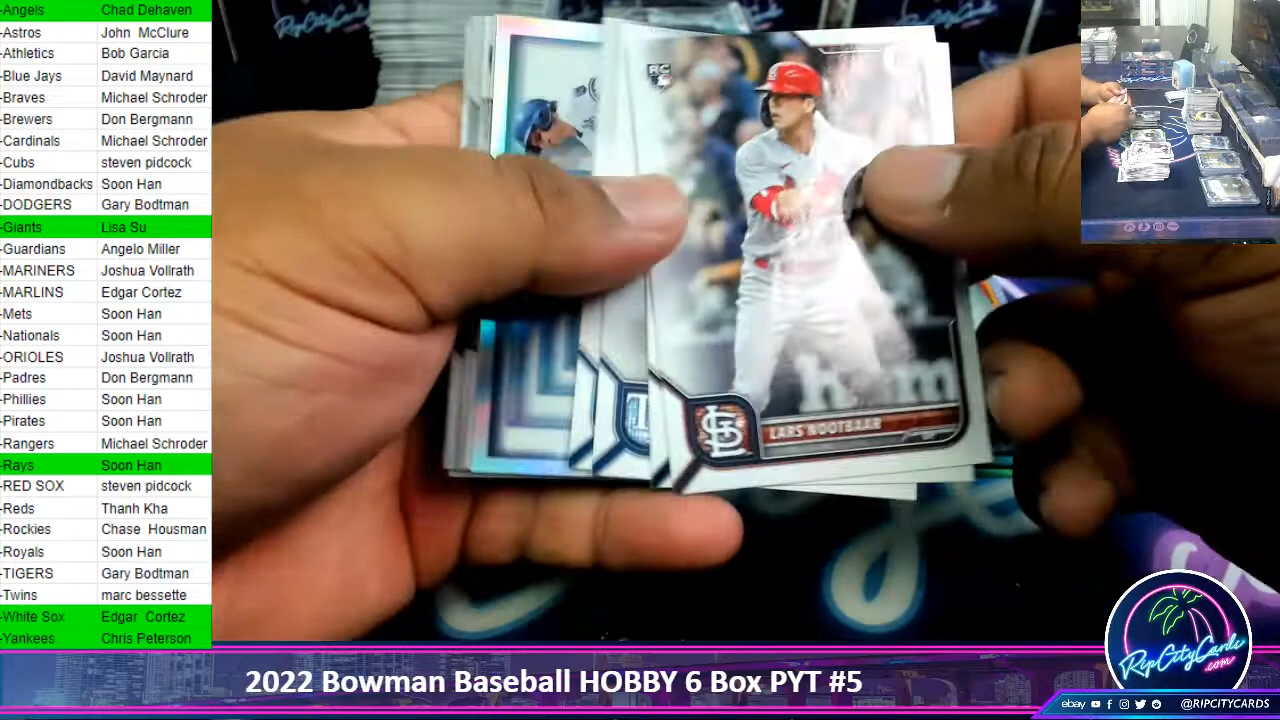 -Angels Chad Dehaven
-Astros John McClure
-Athletics Bob Garcia
-Blue Jays David Maynard
-Braves Michael Schroder
-Brewers Don Bergmann
-Cardinals Michael Schroder
-Cubs steven pidcock
-Diamondbacks Soon Han
-DODGERS Gary Bodtman
-Giants Lisa Su
-Guardians Angelo Miller
-MARINERS Joshua Vollrath
-MARLINS Edgar Cortez
-Mets Soon Han
-Nationals Soon Han
-ORIOLES Joshua Vollrath
-Padres Don Bergmann
-Phillies Soon Han
-Pirates Soon Han
-Rangers Michael Schroder
-Rays Soon Han
-RED SOX steven pidcock
-Reds Thanh Kha
-Rockies Chase Housman
-Royals Soon Han
-TIGERS Gary Bodtman
-Twins marc bessette
-White Sox Edgar Cortez
-Yankees Chris Peterson
RC
LARS NOOTBAAR
2022 Bowman Baseball HOBBY 6 Box PYT #5
RipCityCards
.com
ebay @RIPCITYCARDS